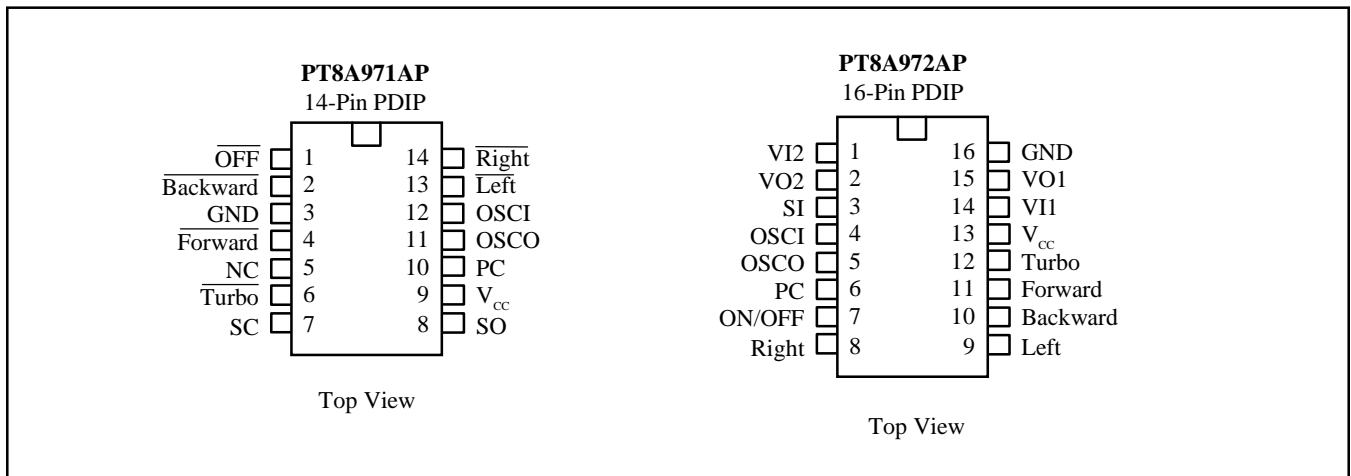 PT8A971AP
14-Pin PDIP
OFF 1 14 Right
Backward 2 13 Left
GND 3 12 OSCI
Forward 4 11 OSCO
NC 5 10 PC
Turbo 6 9 VCC
SC 7 8 SO
Top View
PT8A972AP
16-Pin PDIP
VI2 1 16 GND
VO2 2 15 VO1
SI 3 14 VI1
OSCI 4 13 VCC
OSCO 5 12 Turbo
PC 6 11 Forward
ON/OFF 7 10 Backward
Right 8 9 Left
Top View